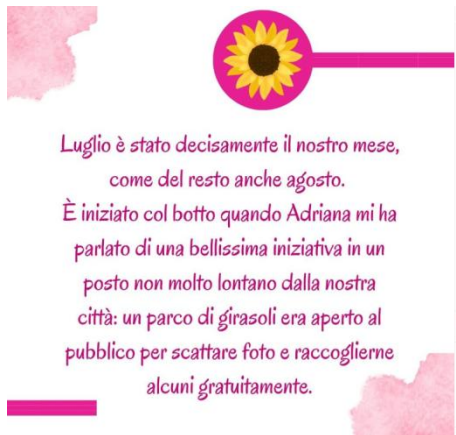 Luglio è stato decisamente il nostro mese,
come del resto anche agosto.
È iniziato col botto quando Adriana mi ha
parlato di una bellissima iniziativa in un
posto non molto lontano dalla nostra
città: un parco di girasoli era aperto al
pubblico per scattare foto e raccoglierne
alcuni gratuitamente.